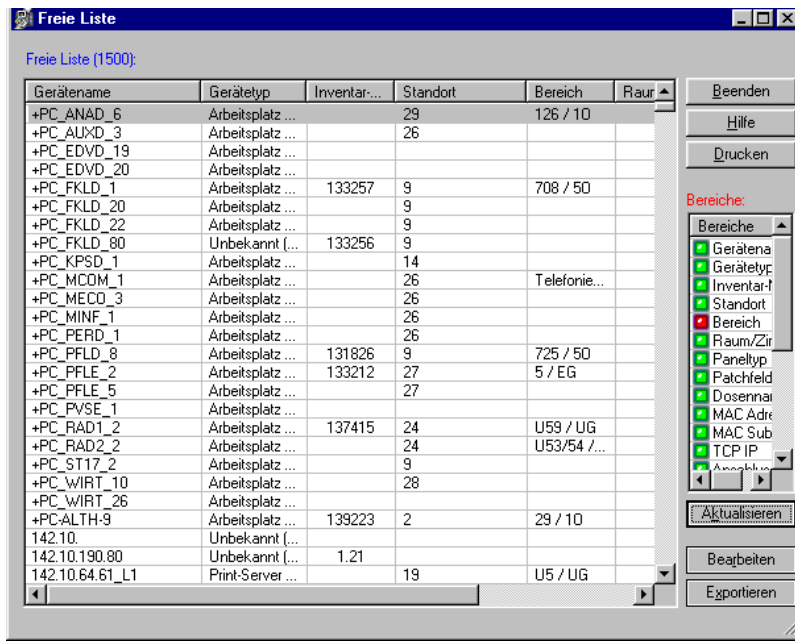 Freie Liste
Freie Liste (1500):
Gerätename Gerätetyp Inventar-... Standort Bereich Raur
+PC_ANAD_6 Arbeitsplatz ... 29 126 / 10
+PC_AUXD_3 Arbeitsplatz ... 26
+PC_EDVD_19 Arbeitsplatz ...
+PC_EDVD_20 Arbeitsplatz ...
+PC_FKLD_1 Arbeitsplatz ... 133257 9 708 / 50
+PC_FKLD_20 Arbeitsplatz ... 9
+PC_FKLD_22 Arbeitsplatz ... 9
+PC_FKLD_80 Unbekannt (... 133256 9
+PC_KPSD_1 Arbeitsplatz ... 14
+PC_MCOM_1 Arbeitsplatz ... 26 Telefonie...
+PC_MECO_3 Arbeitsplatz ... 26
+PC_MINF_1 Arbeitsplatz ... 26
+PC_PERD_1 Arbeitsplatz ... 26
+PC_PFLD_8 Arbeitsplatz ... 131826 9 725 / 50
+PC_PFLE_2 Arbeitsplatz ... 133212 27 5 / EG
+PC_PFLE_5 Arbeitsplatz ... 27
+PC_PVSE_1 Arbeitsplatz ...
+PC_RAD1_2 Arbeitsplatz ... 137415 24 U59 / UG
+PC_RAD2_2 Arbeitsplatz ... 24 U53/54 /...
+PC_ST17_2 Arbeitsplatz ... 9
+PC_WIRT_10 Arbeitsplatz ... 28
+PC_WIRT_26 Arbeitsplatz ...
+PC-ALTH-9 Arbeitsplatz ... 139223 2 29 / 10
142.10. Unbekannt (...
142.10.190.80 Unbekannt (... 1.21
142.10.64.61_L1 Print-Server ... 19 U5 / UG
Beenden
Hilfe
Drucken
Bereiche:
Bereiche
Gerätena
Gerätetyp
Inventar-N
Standort
Bereich
Raum/Zir
Paneltyp
Patchfeld
Dosennar
MAC Adre
MAC Sub
TCP IP
Aktualisieren
Bearbeiten
Exportieren